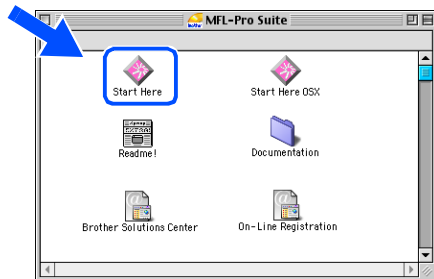 MFL-Pro Suite
Start Here
Start Here OSX
Readme!
Documentation
Brother Solutions Center
On-Line Registration